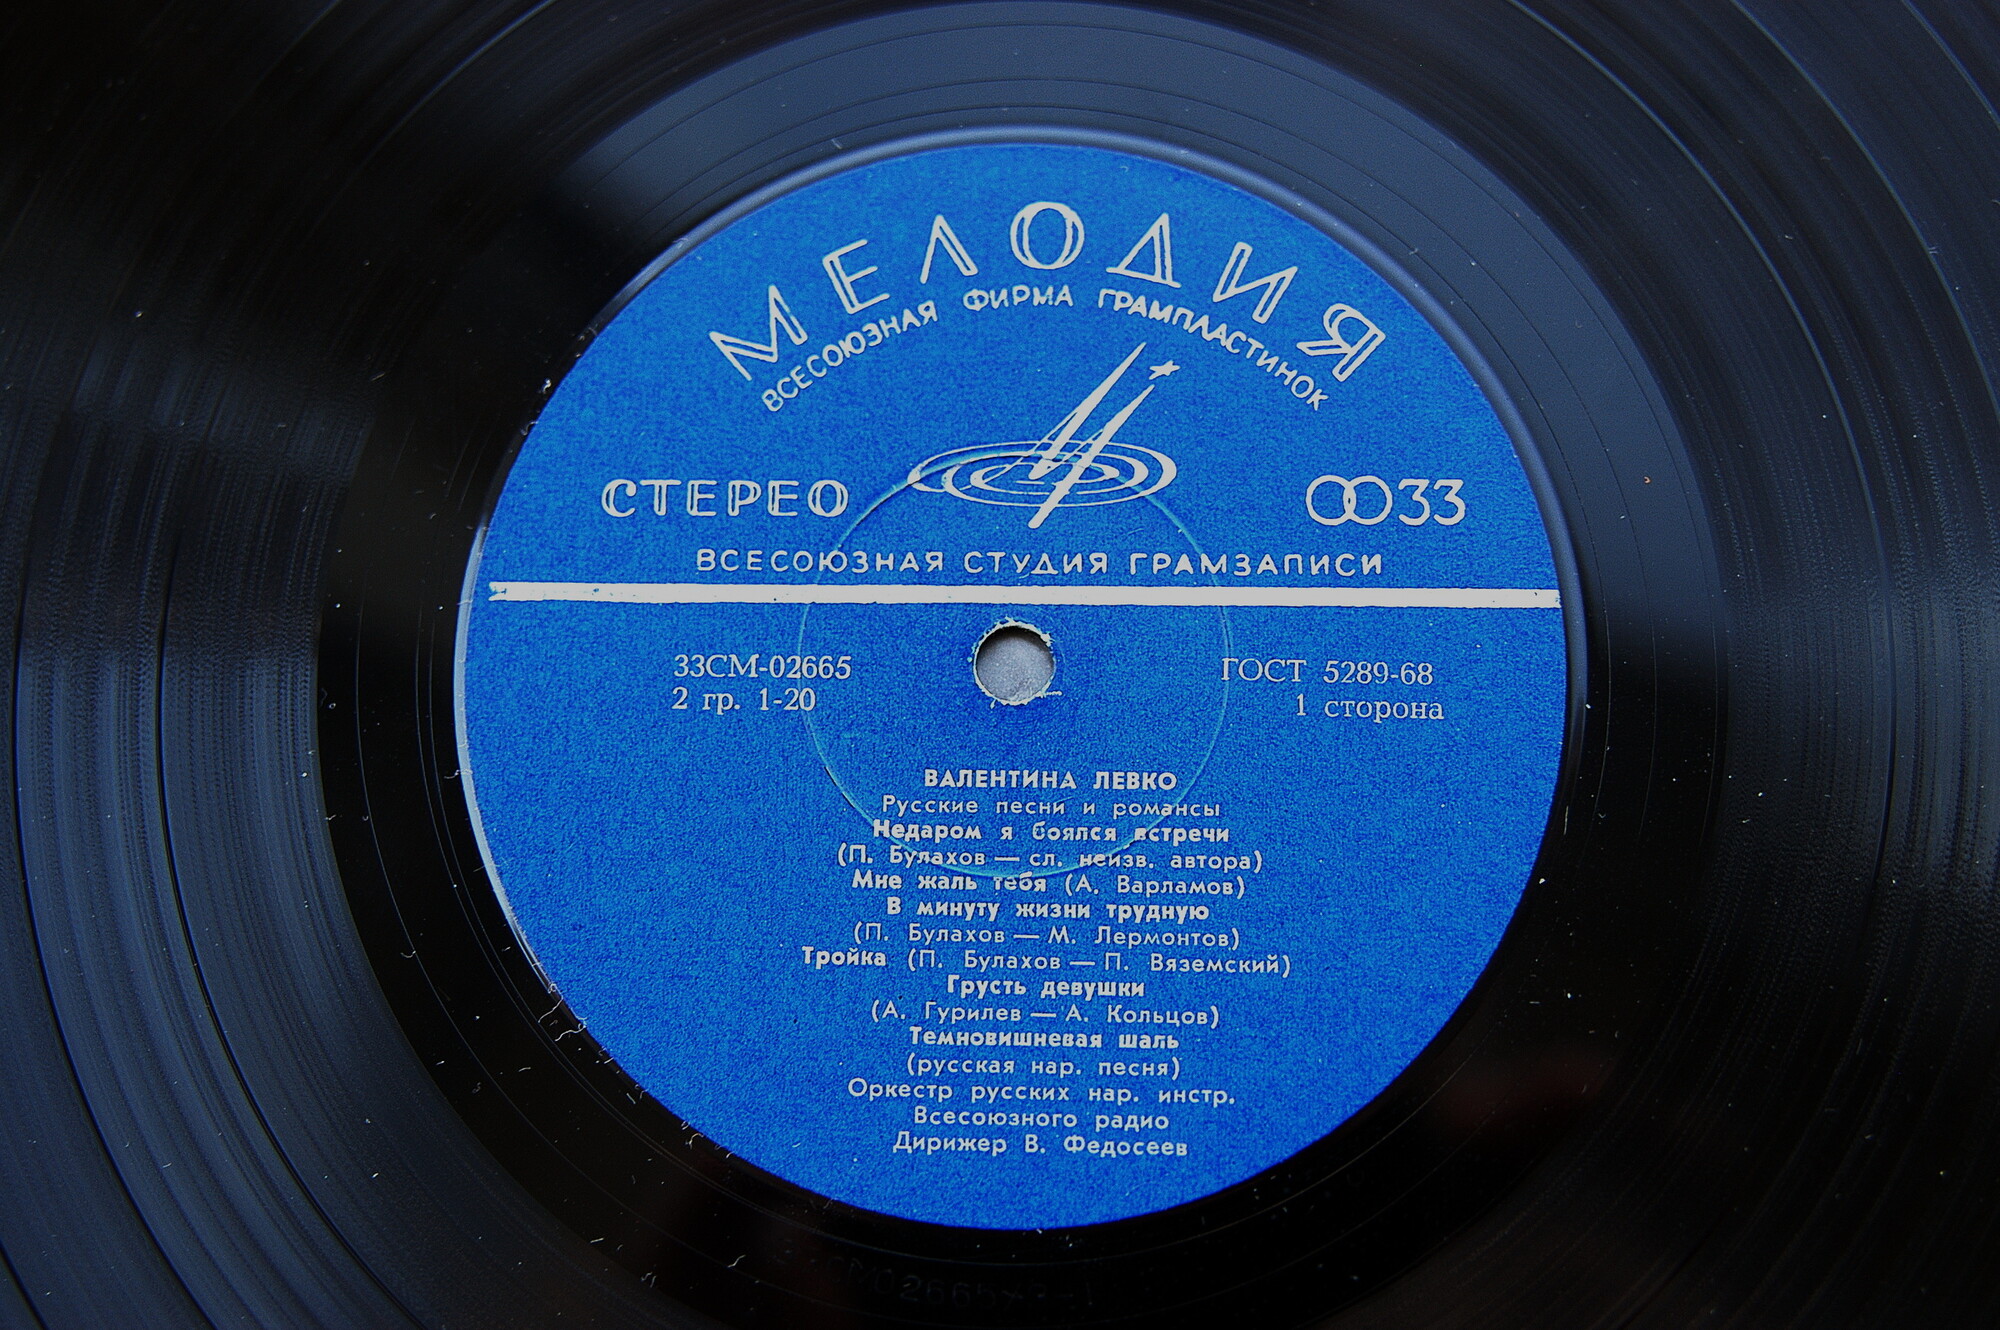 МЕЛОДИЯ
ВСЕСОЮЗНАЯ ФИРМА ГРАМПЛАСТИНОК
СТЕРЕО
33
ВСЕСОЮЗНАЯ СТУДИЯ ГРАМЗАПИСИ
33СМ-02665
ГОСТ 5289-68
2 гр. 1-20
1 сторона
ВАЛЕНТИНА ЛЕВКО
Русские песни и романсы
Недаром я боялся встречи
(П. Булахов — сл. неизв. автора)
Мне жаль тебя (А. Варламов)
В минуту жизни трудную
(П. Булахов — М. Лермонтов)
Тройка (П. Булахов — П. Вяземский)
Грусть девушки
(А. Гурилев — А. Кольцов)
Темновишневая шаль
(русская нар. песня)
Оркестр русских нар. инстр.
Всесоюзного радио
Дирижер В. Федосеев